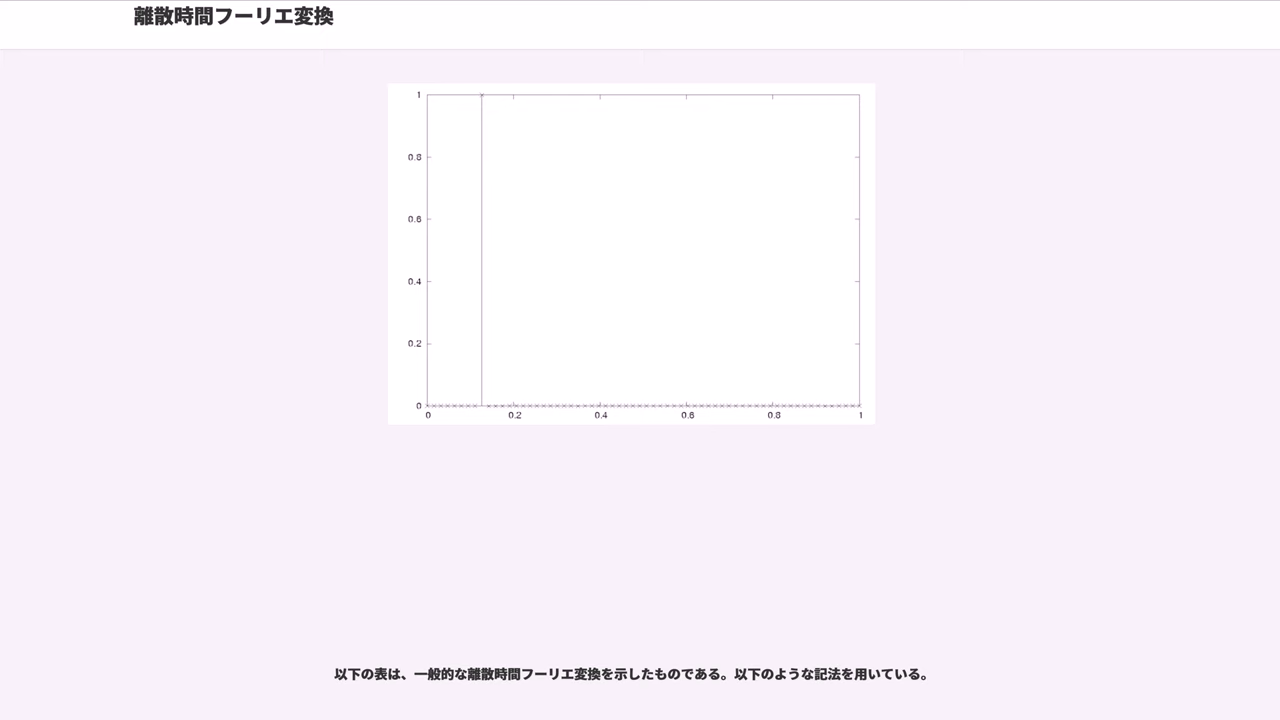 離散時間フーリエ変換
1
0.8
0.6
0.4
0.2
0
0 0.2 0.4 0.6 0.8 1
以下の表は、一般的な離散時間フーリエ変換を示したものである。以下のような記法を用いている。